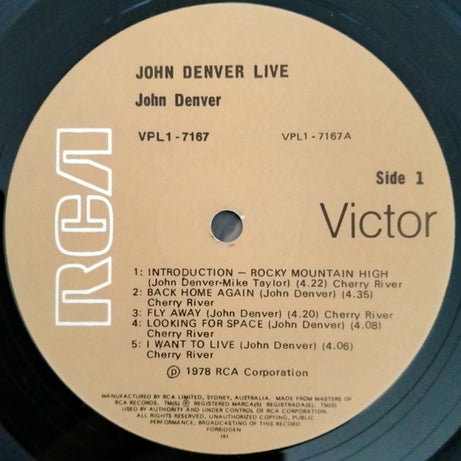 JOHN DENVER LIVE
John Denver
VPL1-7167 VPL1-7167A
Side 1
RCA Victor
1: INTRODUCTION — ROCKY MOUNTAIN HIGH
(John Denver-Mike Taylor) (4.22) Cherry River
2: BACK HOME AGAIN (John Denver) (4.35)
Cherry River
3: FLY AWAY (John Denver) (4.20) Cherry River
4: LOOKING FOR SPACE (John Denver) (4.08)
Cherry River
5: I WANT TO LIVE (John Denver) (4.06)
Cherry River
Ⓟ 1978 RCA Corporation
MANUFACTURED BY RCA LIMITED, SYDNEY, AUSTRALIA, MADE FROM MASTERS OF
RCA RECORDS. TM(S) ® REGISTERED MARCA(S) REGISTRADA(S). TM(S)
USED BY AUTHORITY AND UNDER CONTROL OF RCA CORPORATION.
ALL RIGHTS RESERVED, UNAUTHORIZED COPYING, PUBLIC
PERFORMANCE, BROADCASTING OF THIS RECORD
FORBIDDEN
(A)